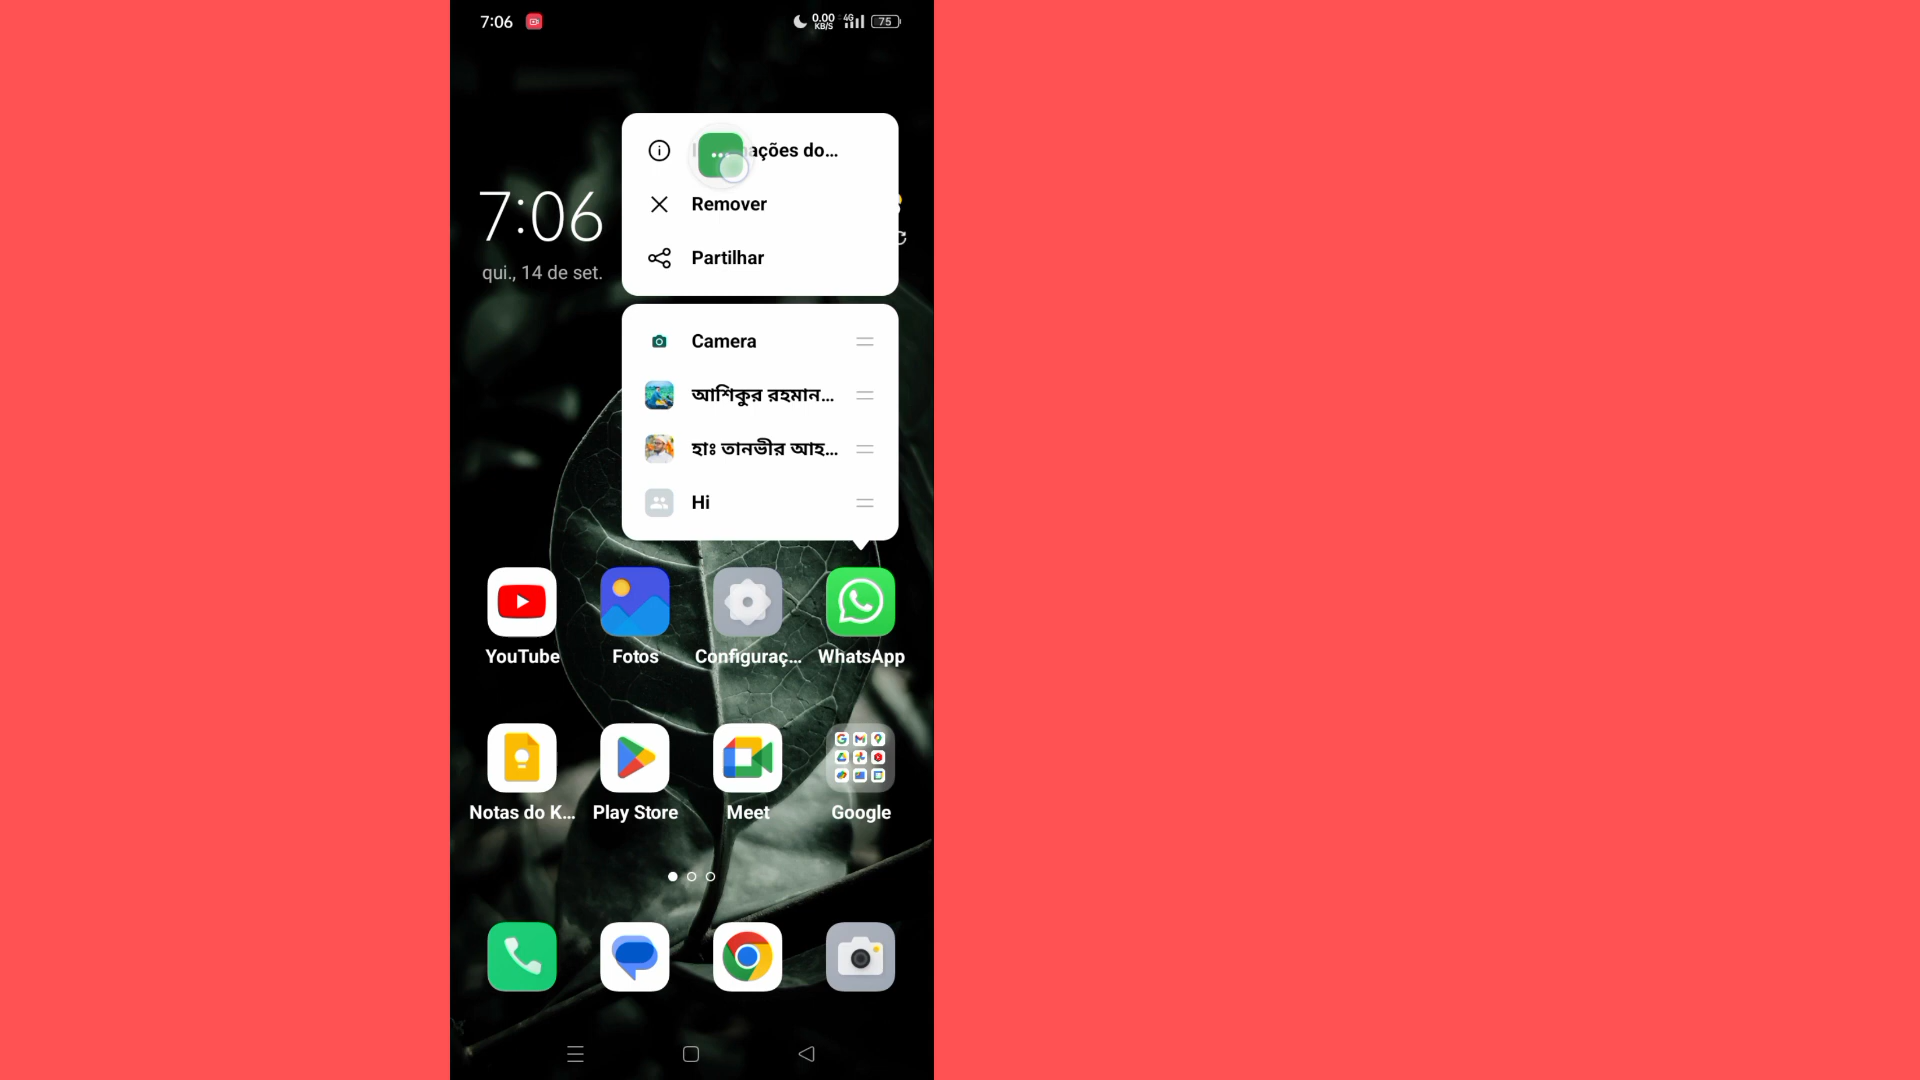 7:06
0.00
KB/S
4G
75
ações do...
7:06
Remover
qui., 14 de set.
Partilhar
Camera
আশিকুর রহমান...
হাঃ তানভীর আহ...
Hi
YouTube
Fotos
Configuraç...
WhatsApp
Notas do K...
Play Store
Meet
Google